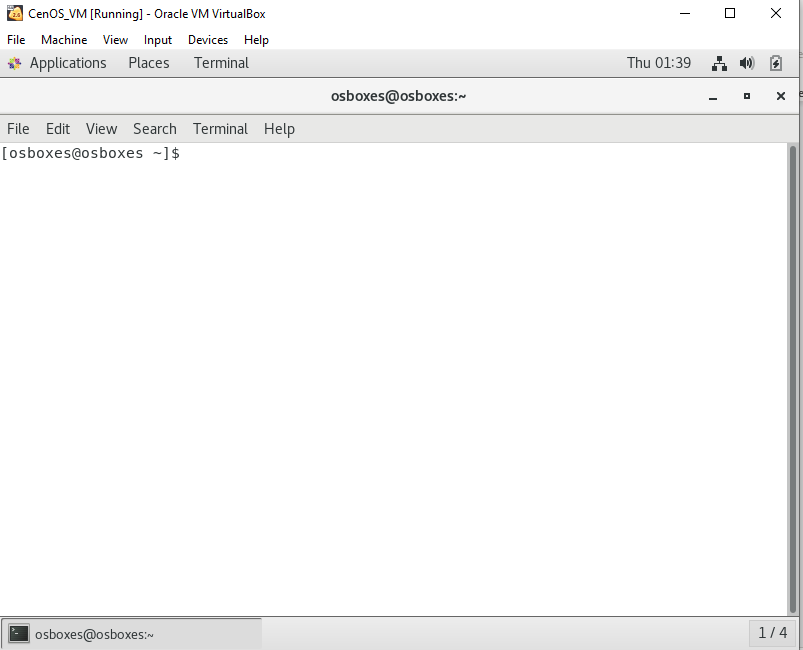 CenOS_VM [Running] - Oracle VM VirtualBox
File Machine View Input Devices Help
Applications Places Terminal Thu 01:39
osboxes@osboxes:~
File Edit View Search Terminal Help
[osboxes@osboxes ~]$
osboxes@osboxes:~ 1 / 4